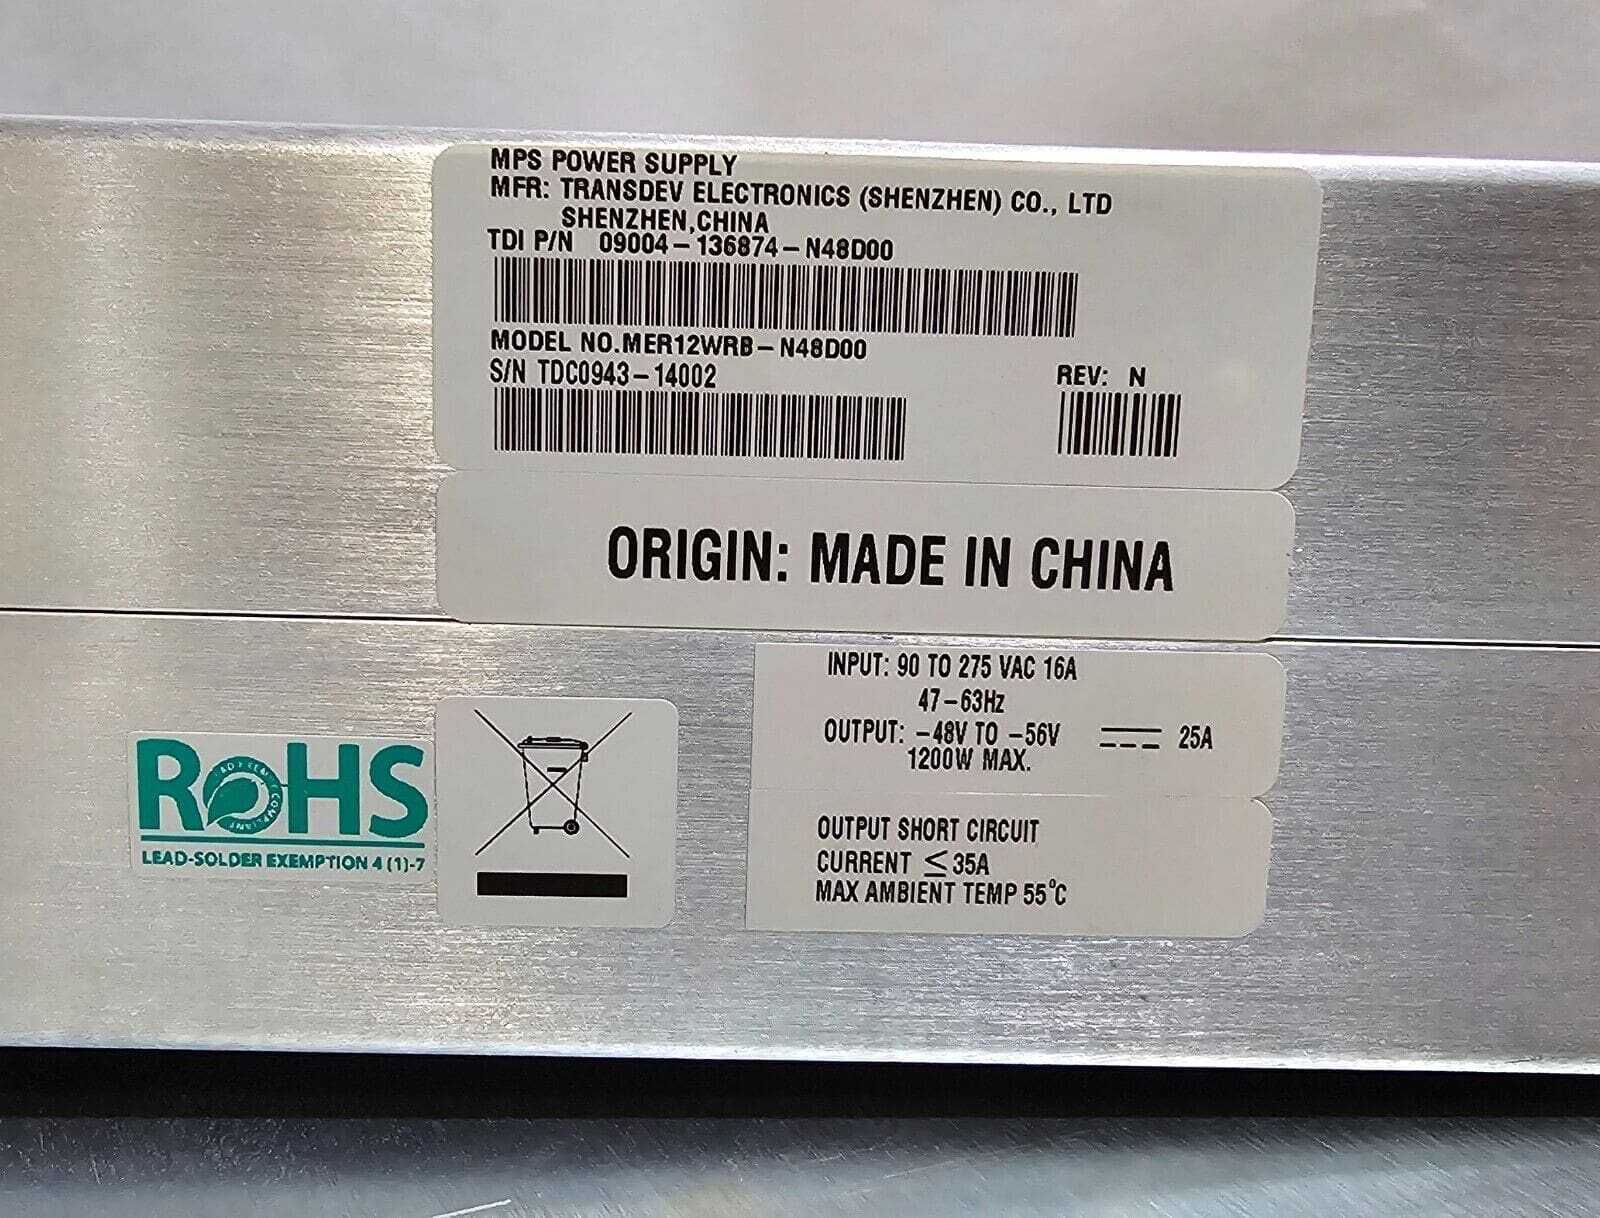 MPS POWER SUPPLY
MFR: TRANSDEV ELECTRONICS (SHENZHEN) CO., LTD
SHENZHEN,CHINA
TDI P/N 09004-136874-N48D00
MODEL NO.MER12WRB-N48D00
S/N TDC0943-14002
REV: N
ORIGIN: MADE IN CHINA
INPUT: 90 TO 275 VAC 16A
47-63Hz
OUTPUT: -48V TO -56V 25A
1200W MAX.
OUTPUT SHORT CIRCUIT
CURRENT ≤ 35A
MAX AMBIENT TEMP 55°C
RoHS
LEAD-SOLDER EXEMPTION 4 (1)-7